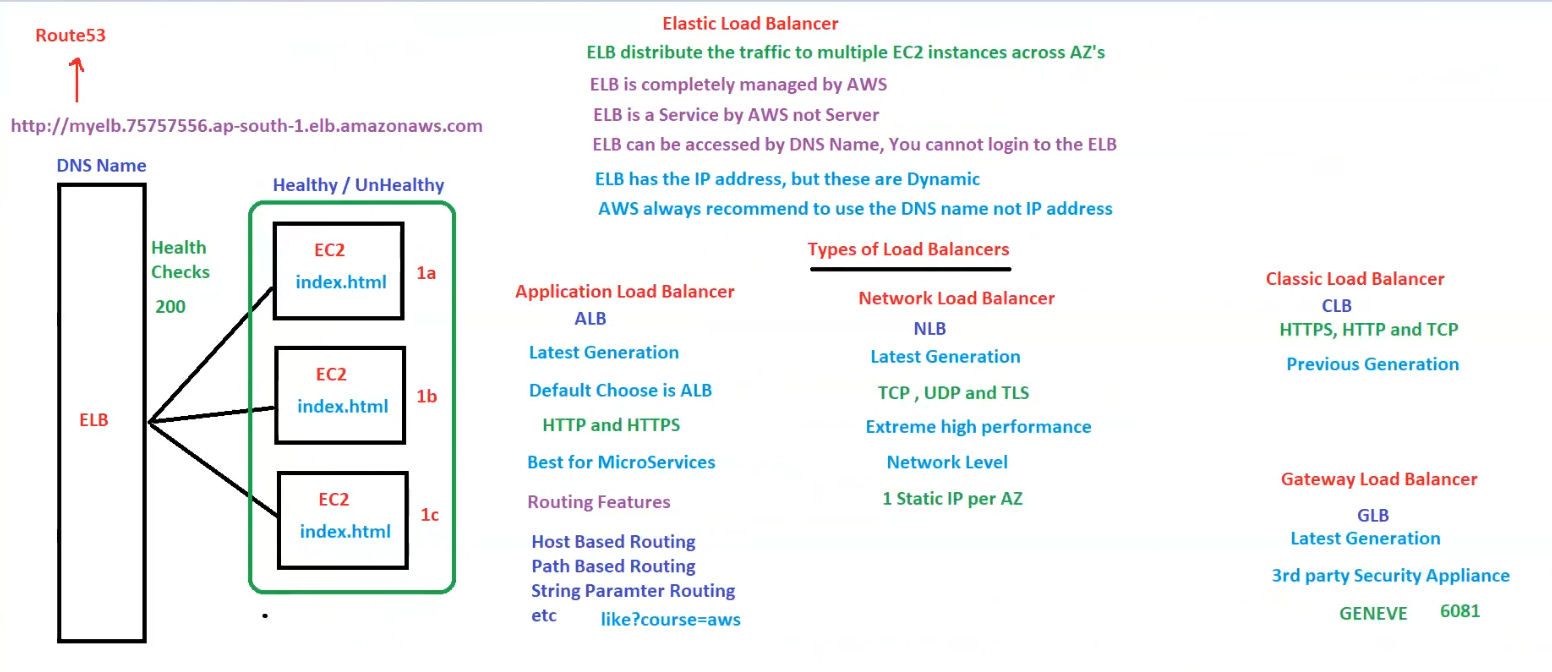 Route53
http://myelb.75757556.ap-south-1.elb.amazonaws.com
DNS Name
ELB
Health
Checks
200
Healthy / UnHealthy
EC2
index.html
1a
EC2
index.html
1b
EC2
index.html
1c
Elastic Load Balancer
ELB distribute the traffic to multiple EC2 instances across AZ's
ELB is completely managed by AWS
ELB is a Service by AWS not Server
ELB can be accessed by DNS Name, You cannot login to the ELB
ELB has the IP address, but these are Dynamic
AWS always recommend to use the DNS name not IP address
Types of Load Balancers
Application Load Balancer
ALB
Latest Generation
Default Choose is ALB
HTTP and HTTPS
Best for MicroServices
Routing Features
Host Based Routing
Path Based Routing
String Paramter Routing
etc
like?course=aws
Network Load Balancer
NLB
Latest Generation
TCP , UDP and TLS
Extreme high performance
Network Level
1 Static IP per AZ
Classic Load Balancer
CLB
HTTPS, HTTP and TCP
Previous Generation
Gateway Load Balancer
GLB
Latest Generation
3rd party Security Appliance
GENEVE 6081